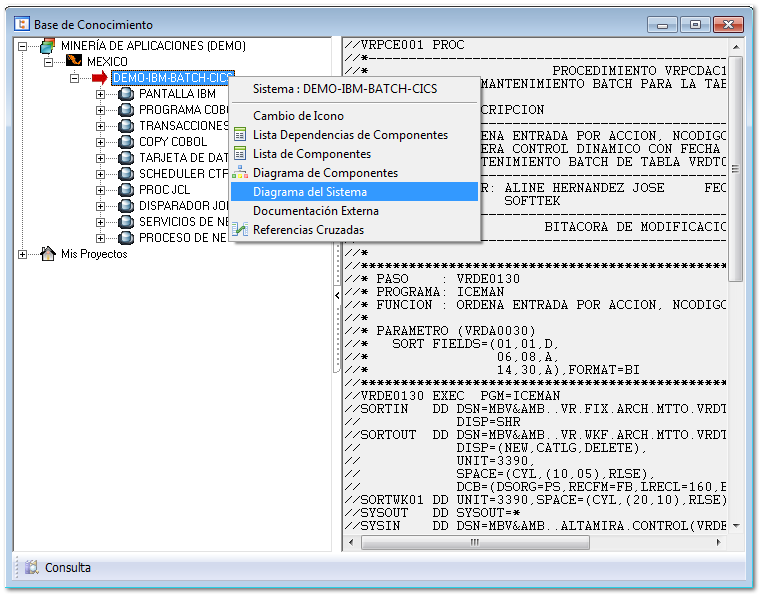 Base de Conocimiento
MINERÍA DE APLICACIONES (DEMO)
MEXICO
DEMO-IBM-BATCH-CICS
PANTALLA IBM
PROGRAMA COB
TRANSACCIONES
COPY COBOL
TARJETA DE DAT
SCHEDULER CTF
PROC JCL
DISPARADOR JO
SERVICIOS DE NE
PROCESO DE NE
Mis Proyectos
Sistema : DEMO-IBM-BATCH-CICS
Cambio de Icono
Lista Dependencias de Componentes
Lista de Componentes
Diagrama de Componentes
Diagrama del Sistema
Documentación Externa
Referencias Cruzadas
//VRPCE001 PROC
//*--------------------------------------------------
//* PROCEDIMIENTO VRPCDAC1
MANTENIMIENTO BATCH PARA LA TAB
CRIPCION
ENA ENTRADA POR ACCION, NCODIGO
ERA CONTROL DINAMICO CON FECHA
TENIMIENTO BATCH DE TABLA VRDTO
R: ALINE HERNANDEZ JOSE FEC
SOFTTEK
BITACORA DE MODIFICACIO
//*
//**************************************************
//* PASO : VRDE0130
//* PROGRAMA: ICEMAN
//* FUNCION : ORDENA ENTRADA POR ACCION, NCODIGO
//*
//* PARAMETRO (VRDA0030)
//* SORT FIELDS=(01,01,D,
//* 06,08,A,
//* 14,30,A),FORMAT=BI
//**************************************************
//VRDE0130 EXEC PGM=ICEMAN
//SORTIN DD DSN=MBV&AMB..VR.FIX.ARCH.MTTO.VRDT
// DISP=SHR
//SORTOUT DD DSN=MBV&AMB..VR.WKF.ARCH.MTTO.VRDT
// DISP=(NEW,CATLG,DELETE),
// UNIT=3390,
// SPACE=(CYL,(10,05),RLSE),
// DCB=(DSORG=PS,RECFM=FB,LRECL=160,B
//SORTWK01 DD UNIT=3390,SPACE=(CYL,(20,10),RLSE)
//SYSOUT DD SYSOUT=*
//SYSIN DD DSN=MBV&AMB..ALTAMIRA.CONTROL(VRDE
Consulta